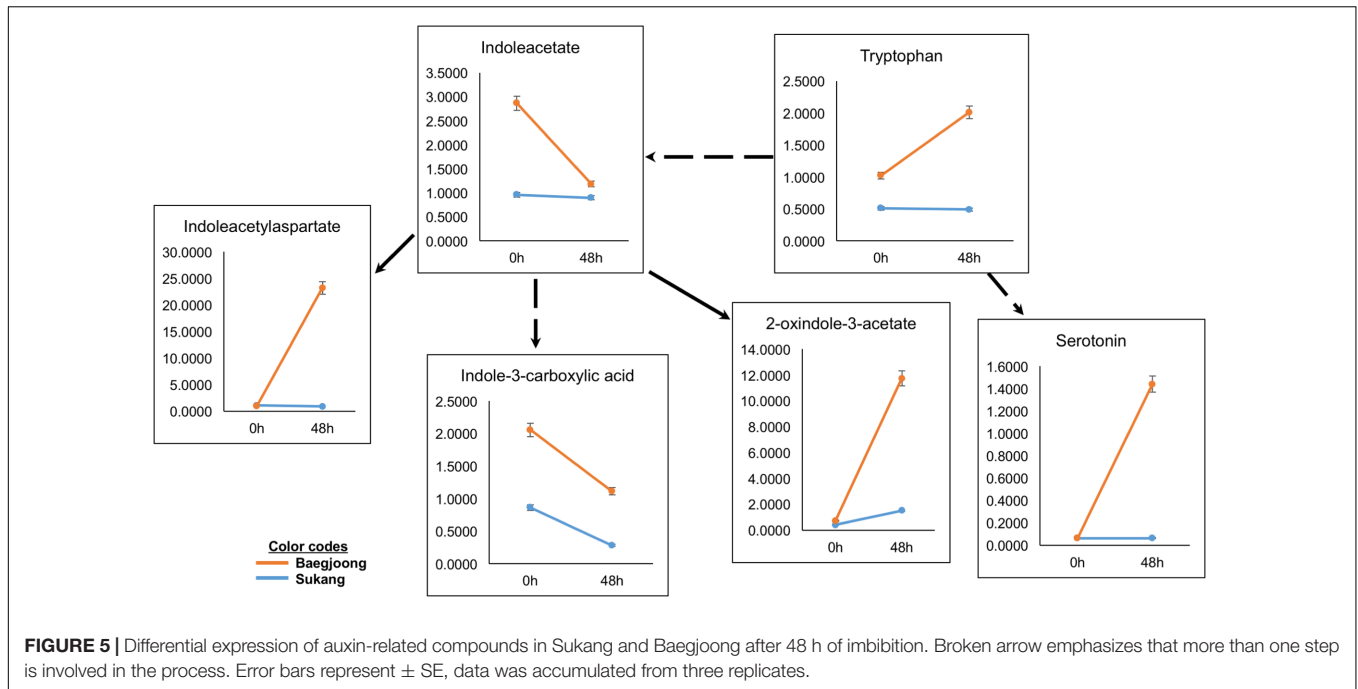 Indoleacetate
3.5000
3.0000
2.5000
2.0000
1.5000
1.0000
0.5000
0.0000
0h 48h
Tryptophan
2.5000
2.0000
1.5000
1.0000
0.5000
0.0000
0h 48h
Indoleacetylaspartate
30.0000
25.0000
20.0000
15.0000
10.0000
5.0000
0.0000
0h 48h
Indole-3-carboxylic acid
2.5000
2.0000
1.5000
1.0000
0.5000
0.0000
0h 48h
2-oxindole-3-acetate
14.0000
12.0000
10.0000
8.0000
6.0000
4.0000
2.0000
0.0000
0h 48h
Serotonin
1.6000
1.4000
1.2000
1.0000
0.8000
0.6000
0.4000
0.2000
0.0000
0h 48h
Color codes
Baegjoong
Sukang
FIGURE 5 | Differential expression of auxin-related compounds in Sukang and Baegjoong after 48 h of imbibition. Broken arrow emphasizes that more than one step
is involved in the process. Error bars represent ± SE, data was accumulated from three replicates.